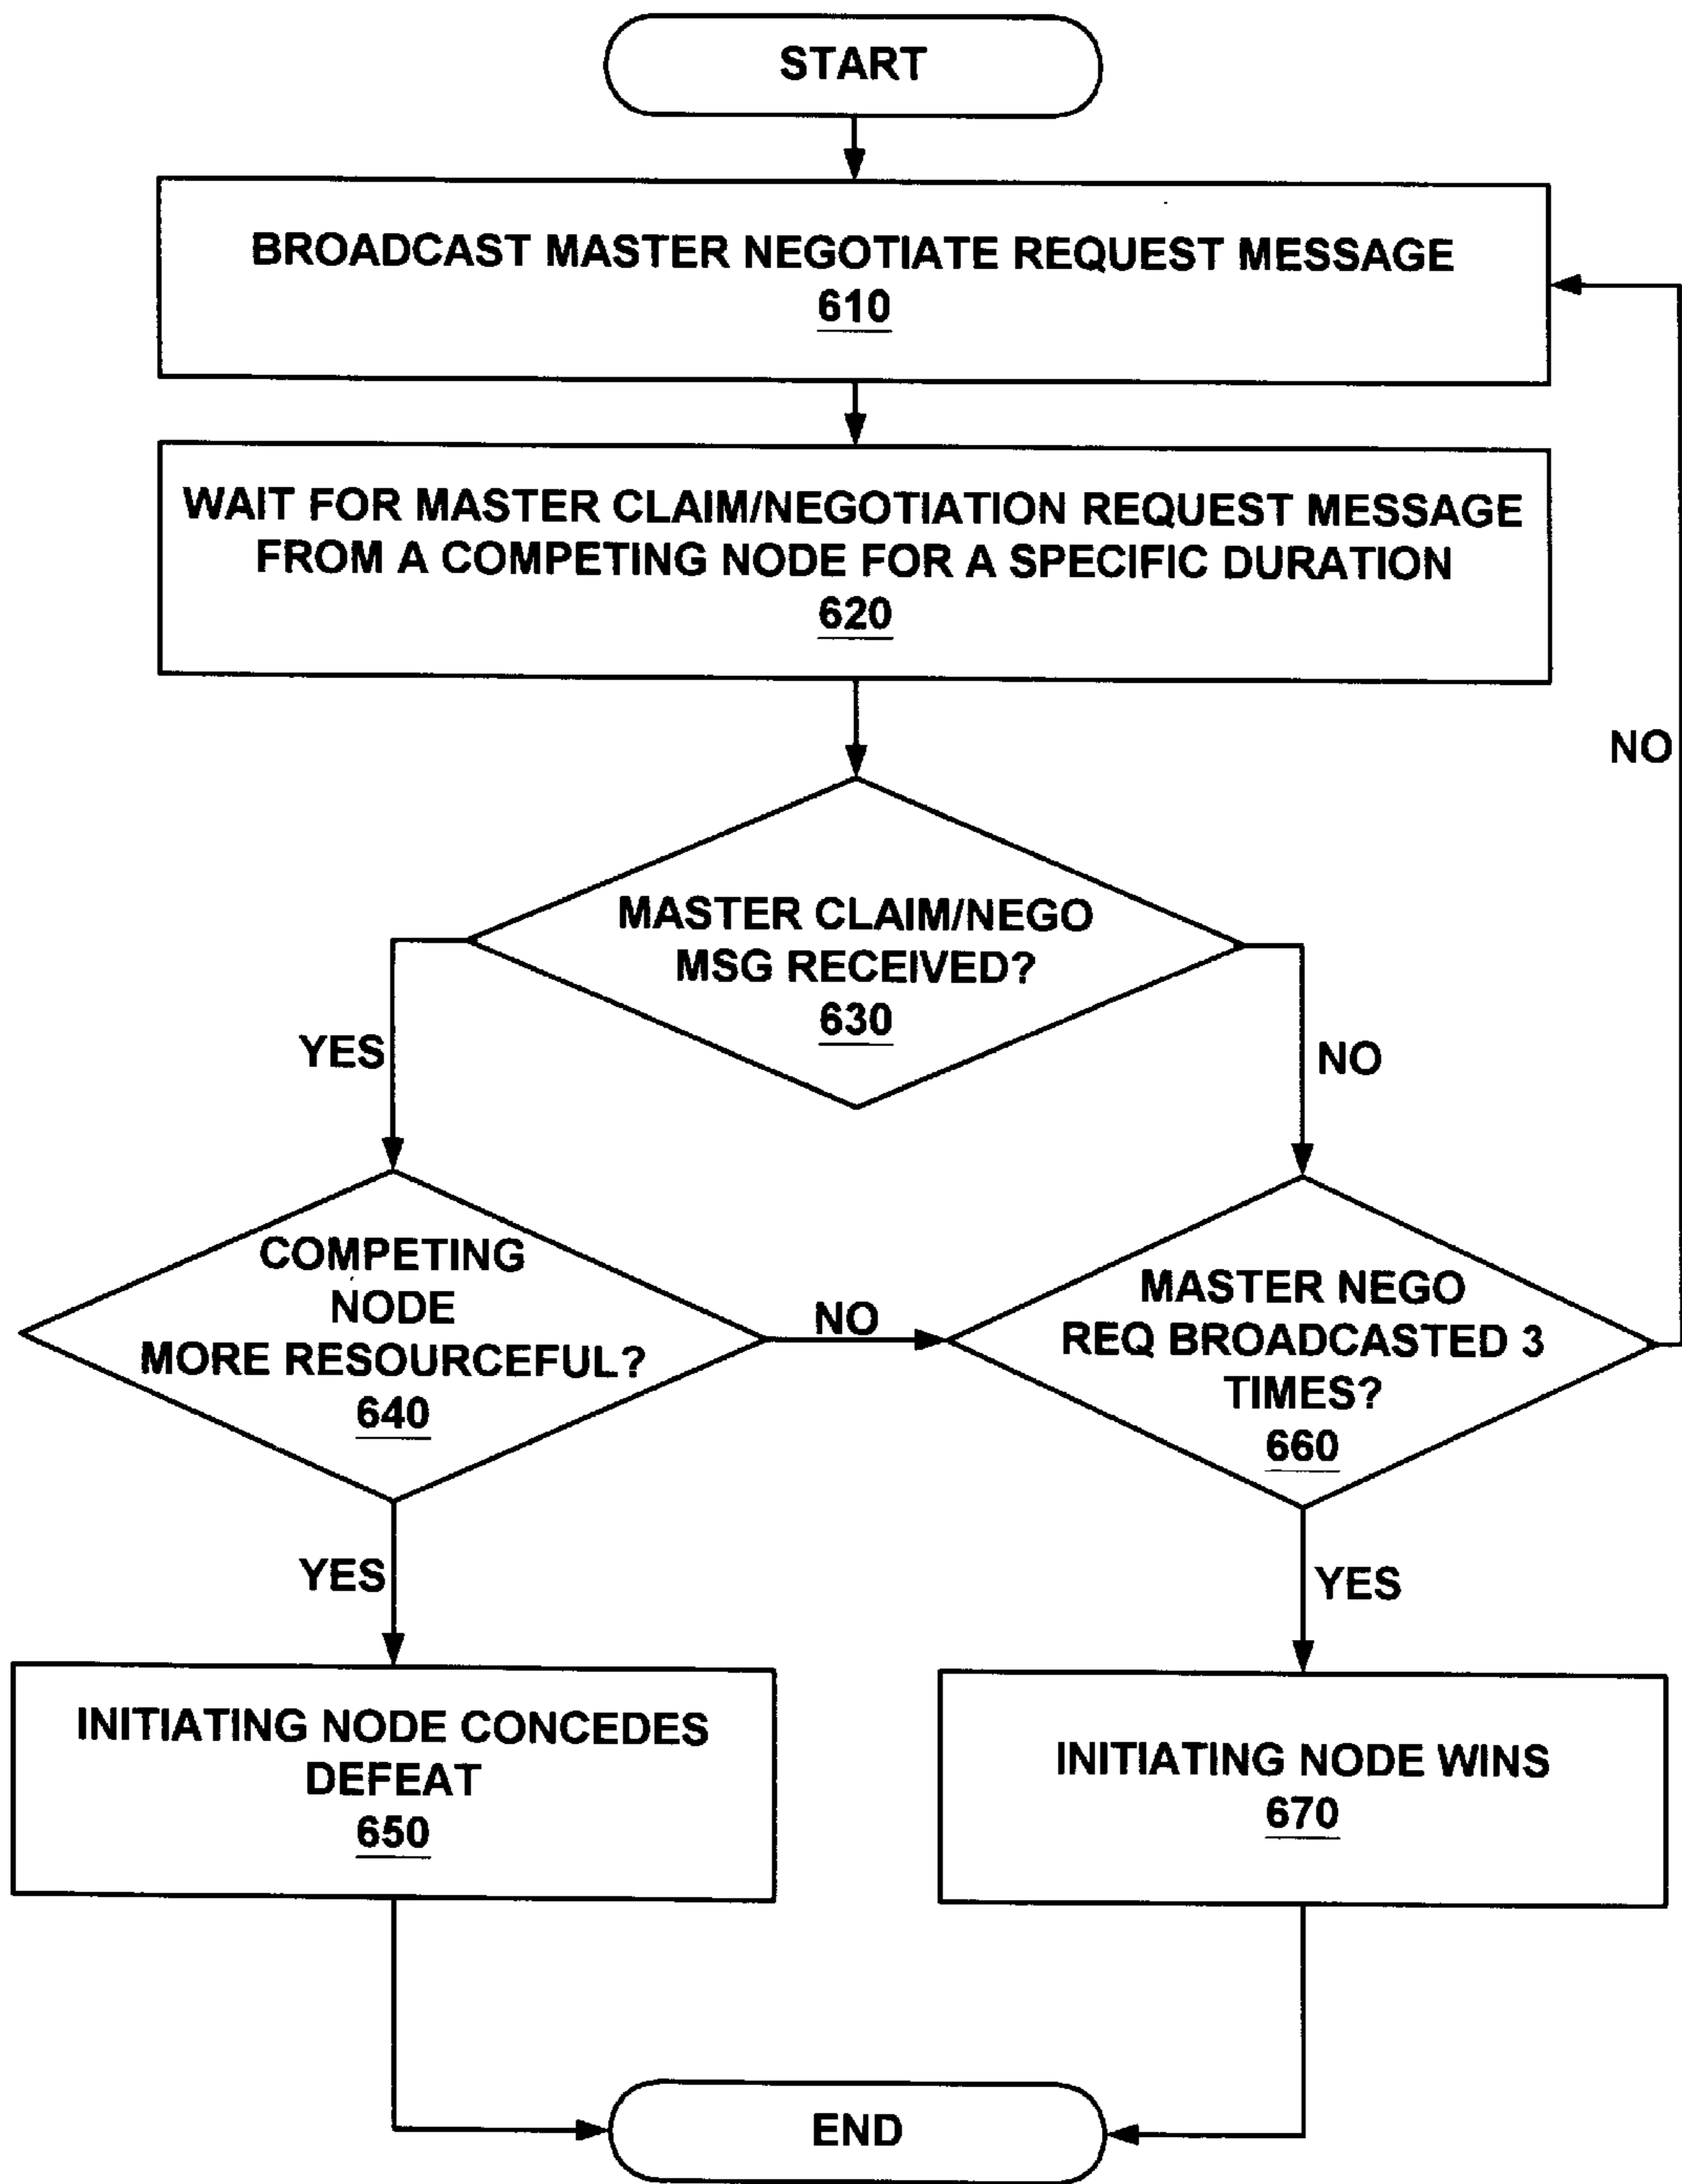 START
BROADCAST MASTER NEGOTIATE REQUEST MESSAGE
610
WAIT FOR MASTER CLAIM/NEGOTIATION REQUEST MESSAGE
FROM A COMPETING NODE FOR A SPECIFIC DURATION
620
NO
MASTER CLAIM/NEGO
MSG RECEIVED?
630
YES
NO
COMPETING
NODE
MORE RESOURCEFUL?
640
NO
MASTER NEGO
REQ BROADCASTED 3
TIMES?
660
YES
YES
INITIATING NODE CONCEDES
DEFEAT
650
INITIATING NODE WINS
670
END